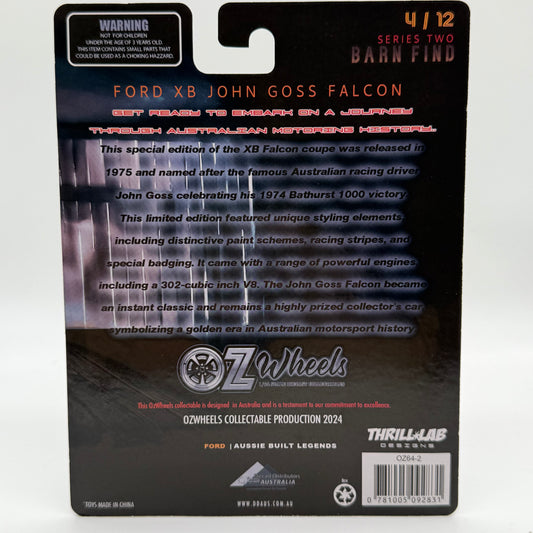 WARNING
NOT FOR CHILDREN
UNDER THE AGE OF 3 YEARS OLD.
THIS ITEM CONTAINS SMALL PARTS THAT
COULD BE USED AS A CHOKING HAZZARD.
4 / 12
SERIES TWO
BARN FIND
FORD XB JOHN GOSS FALCON
GET READY TO EMBARK ON A JOURNEY
THROUGH AUSTRALIAN MOTORING HISTORY..
This special edition of the XB Falcon coupe was released in
1975 and named after the famous Australian racing driver
John Goss celebrating his 1974 Bathurst 1000 victory.
This limited edition featured unique styling elements,
including distinctive paint schemes, racing stripes, and
special badging. It came with a range of powerful engines,
including a 302-cubic inch V8. The John Goss Falcon became
an instant classic and remains a highly prized collector's car
symbolizing a golden era in Australian motorsport history.
OZ Wheels
This OzWheels collectable is designed in Australia and is a testament to our commitment to excellence.
OZWHEELS COLLECTABLE PRODUCTION 2024
THRILL LAB
DESIGNS
FORD | AUSSIE BUILT LEGENDS
OZ64-2
Distributors
AUSTRALIA
Box
0 781005 092831
*TOYS MADE IN CHINA
WWW.DDAUS.COM.AU